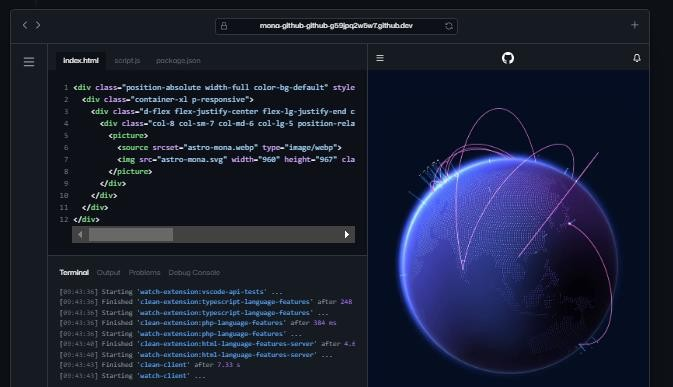 mona-github-github-g59jpq2w5w7.github.dev
index.html script.js package.json
1 <div class="position-absolute width-full color-bg-default" style
2 <div class="container-xl p-responsive">
3 <div class="d-flex flex-justify-center flex-lg-justify-end c
4 <div class="col-8 col-sm-7 col-md-6 col-lg-5 position-rela
5 <picture>
6 <source srcset="astro-mona.webp" type="image/webp">
7 <img src="astro-mona.svg" width="960" height="967" cla
8 </picture>
9 </div>
10 </div>
11 </div>
12 </div>
Terminal Output Problems Debug Console
[09:43:36] Starting 'watch-extension:vscode-api-tests' ...
[09:43:36] Finished 'clean-extension:typescript-language-features' after 248
[09:43:36] Starting 'watch-extension:typescript-language-features' ...
[09:43:36] Finished 'clean-extension:php-language-features' after 384 ms
[09:43:36] Starting 'watch-extension:php-language-features' ...
[09:43:40] Finished 'clean-extension:html-language-features-server' after 4.6
[09:43:40] Starting 'watch-extension:html-language-features-server' ...
[09:43:43] Finished 'clean-client' after 7.33 s
[09:43:43] Starting 'watch-client' ...